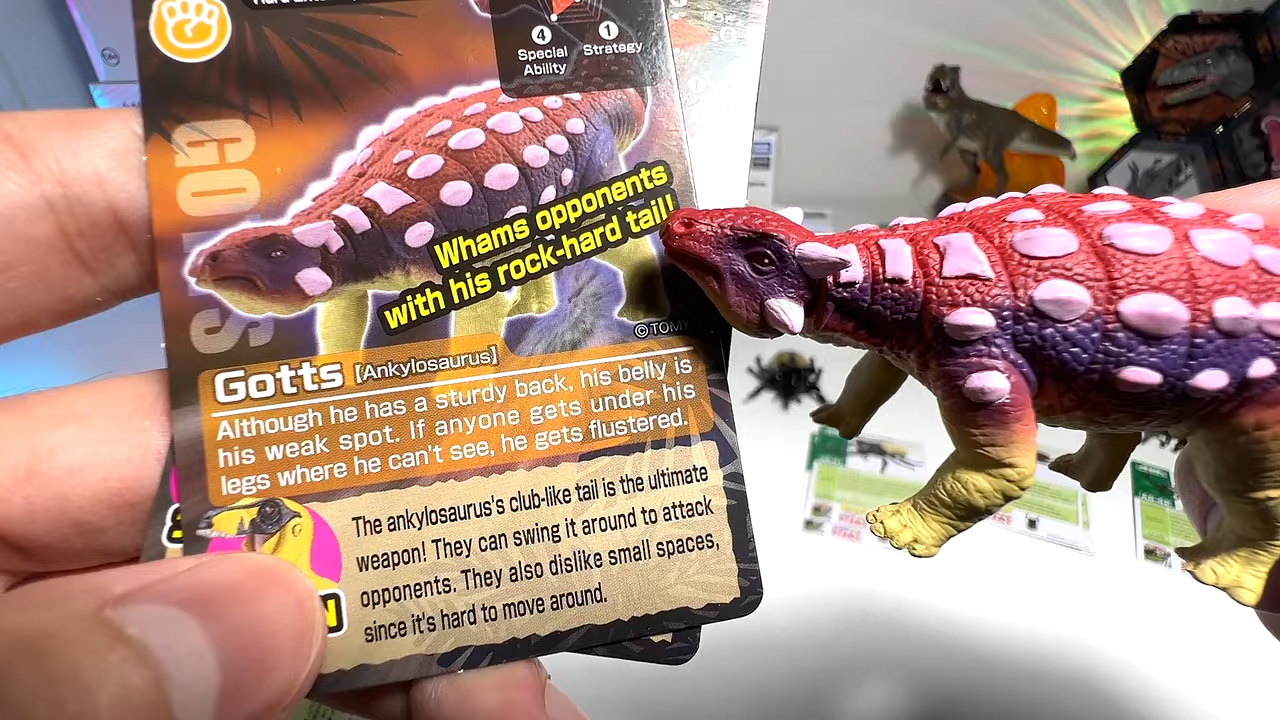 4
Special
Ability
1
Strategy
6
GOTTS
Whams opponents
with his rock-hard tail!
© TOMY
Gotts [Ankylosaurus]
Although he has a sturdy back, his belly is
his weak spot. If anyone gets under his
legs where he can't see, he gets flustered.
The ankylosaurus's club-like tail is the ultimate
weapon! They can swing it around to attack
opponents. They also dislike small spaces,
since it's hard to move around.